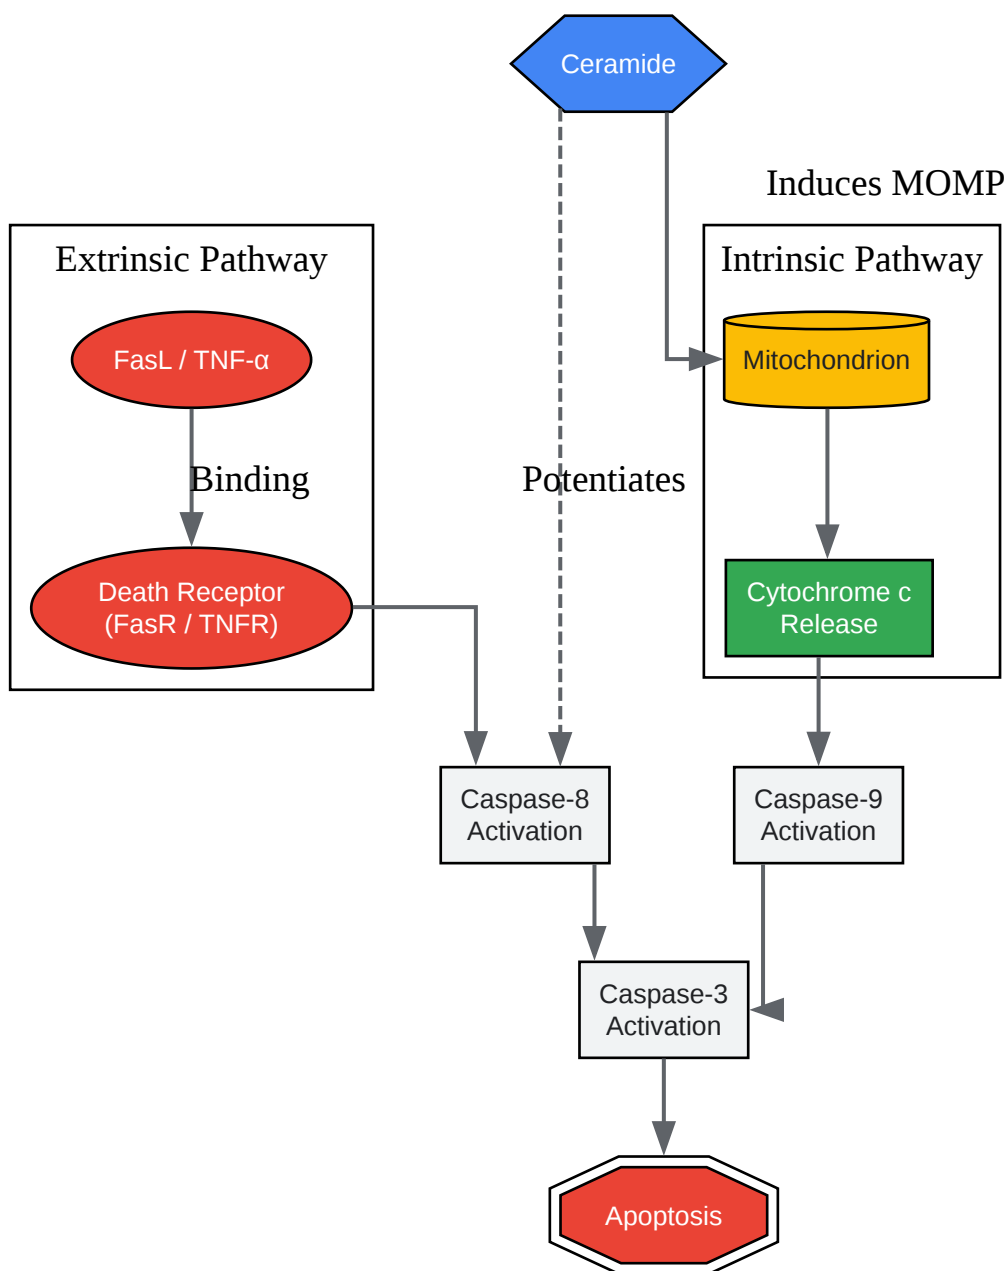 Ceramide
Induces MOMP
Extrinsic Pathway
Intrinsic Pathway
FasL / TNF-α
Mitochondrion
Binding
Potentiates
Death Receptor
(FasR / TNFR)
Cytochrome c
Release
Caspase-8
Activation
Caspase-9
Activation
Caspase-3
Activation
Apoptosis